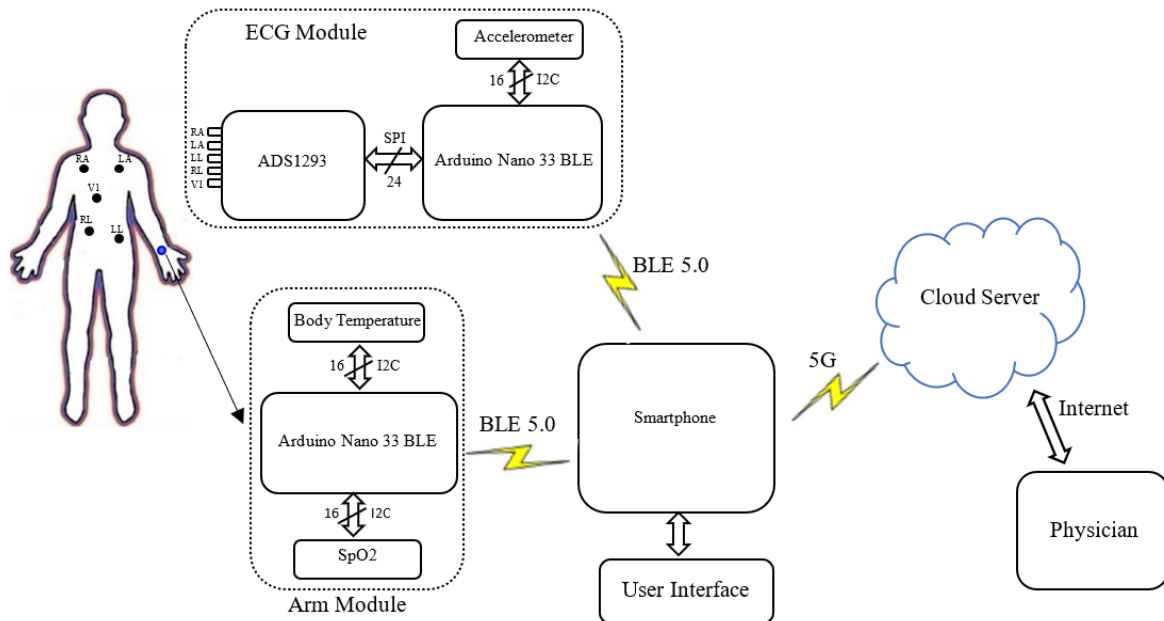 ECG Module
Accelerometer
16
I2C
RA
LA
LL
RL
V1
ADS1293
SPI
24
Arduino Nano 33 BLE
RA
LA
V1
RL
LL
BLE 5.0
Body Temperature
16
I2C
Arduino Nano 33 BLE
16
I2C
SpO2
Arm Module
BLE 5.0
Smartphone
User Interface
5G
Cloud Server
Internet
Physician